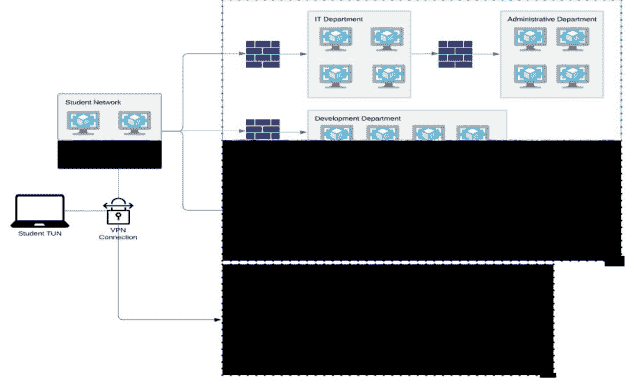 IT Department
Administrative Department
Student Network
Development Department
Student TUN
VPN
Connection